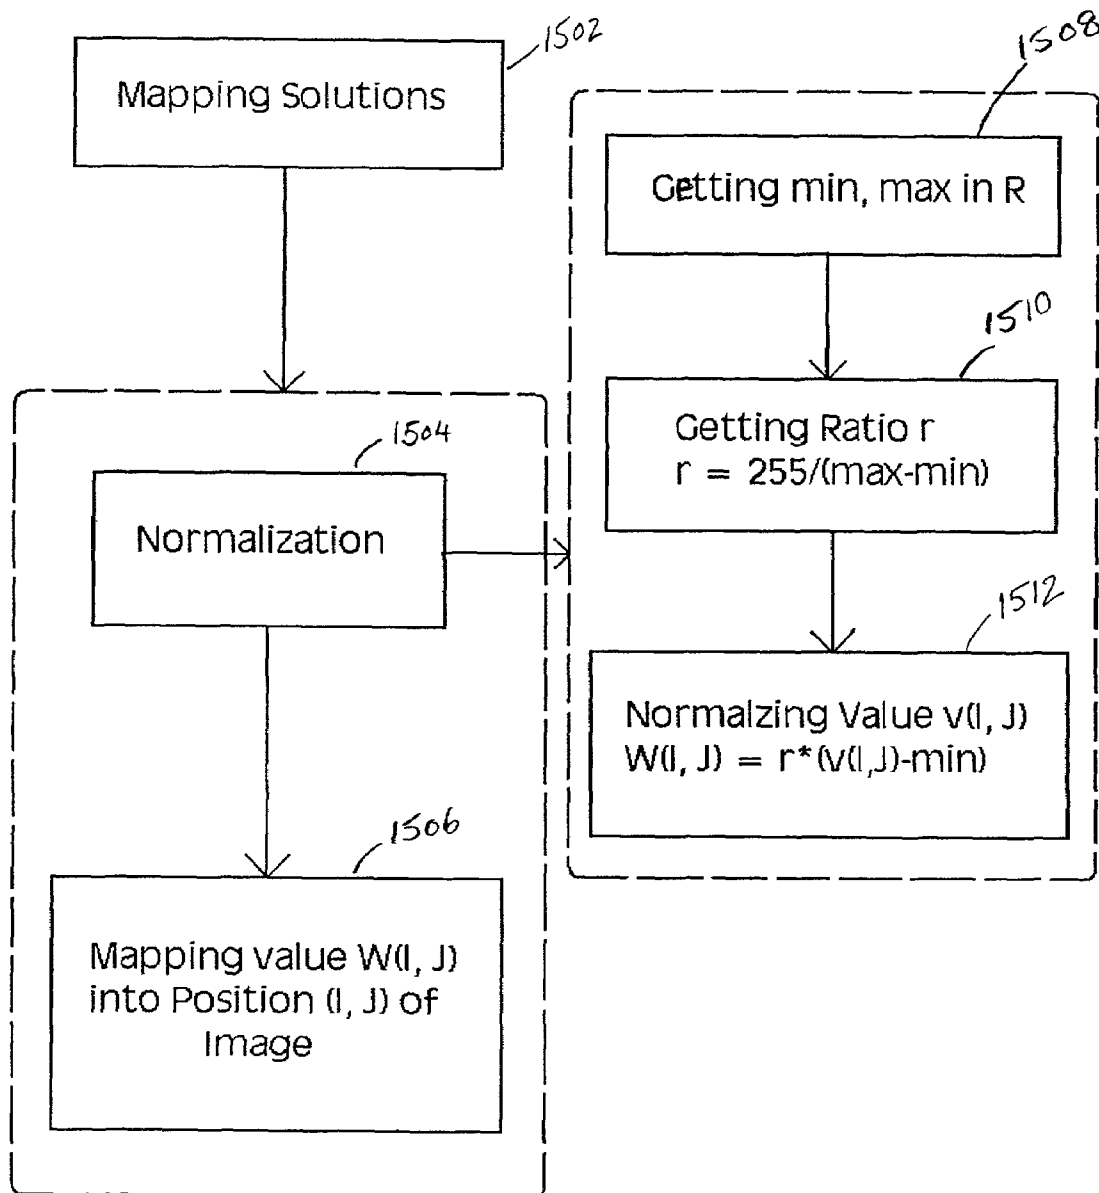 1502
Mapping Solutions
1508
Getting min, max in R
1510
Getting Ratio r
r = 255/(max-min)
1504
Normalization
1512
Normalzing Value v(I, J)
W(I, J) = r*(v(I,J)-min)
1506
Mapping value W(I, J)
into Position (I, J) of
Image